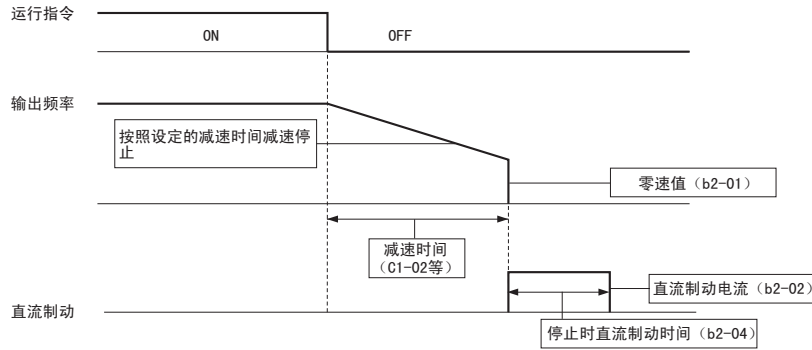 运行指令
ON
OFF
输出频率
按照设定的减速时间减速停
止
零速值（b2-01）
减速时间
（C1-02等）
直流制动电流（b2-02）
直流制动
停止时直流制动时间（b2-04）